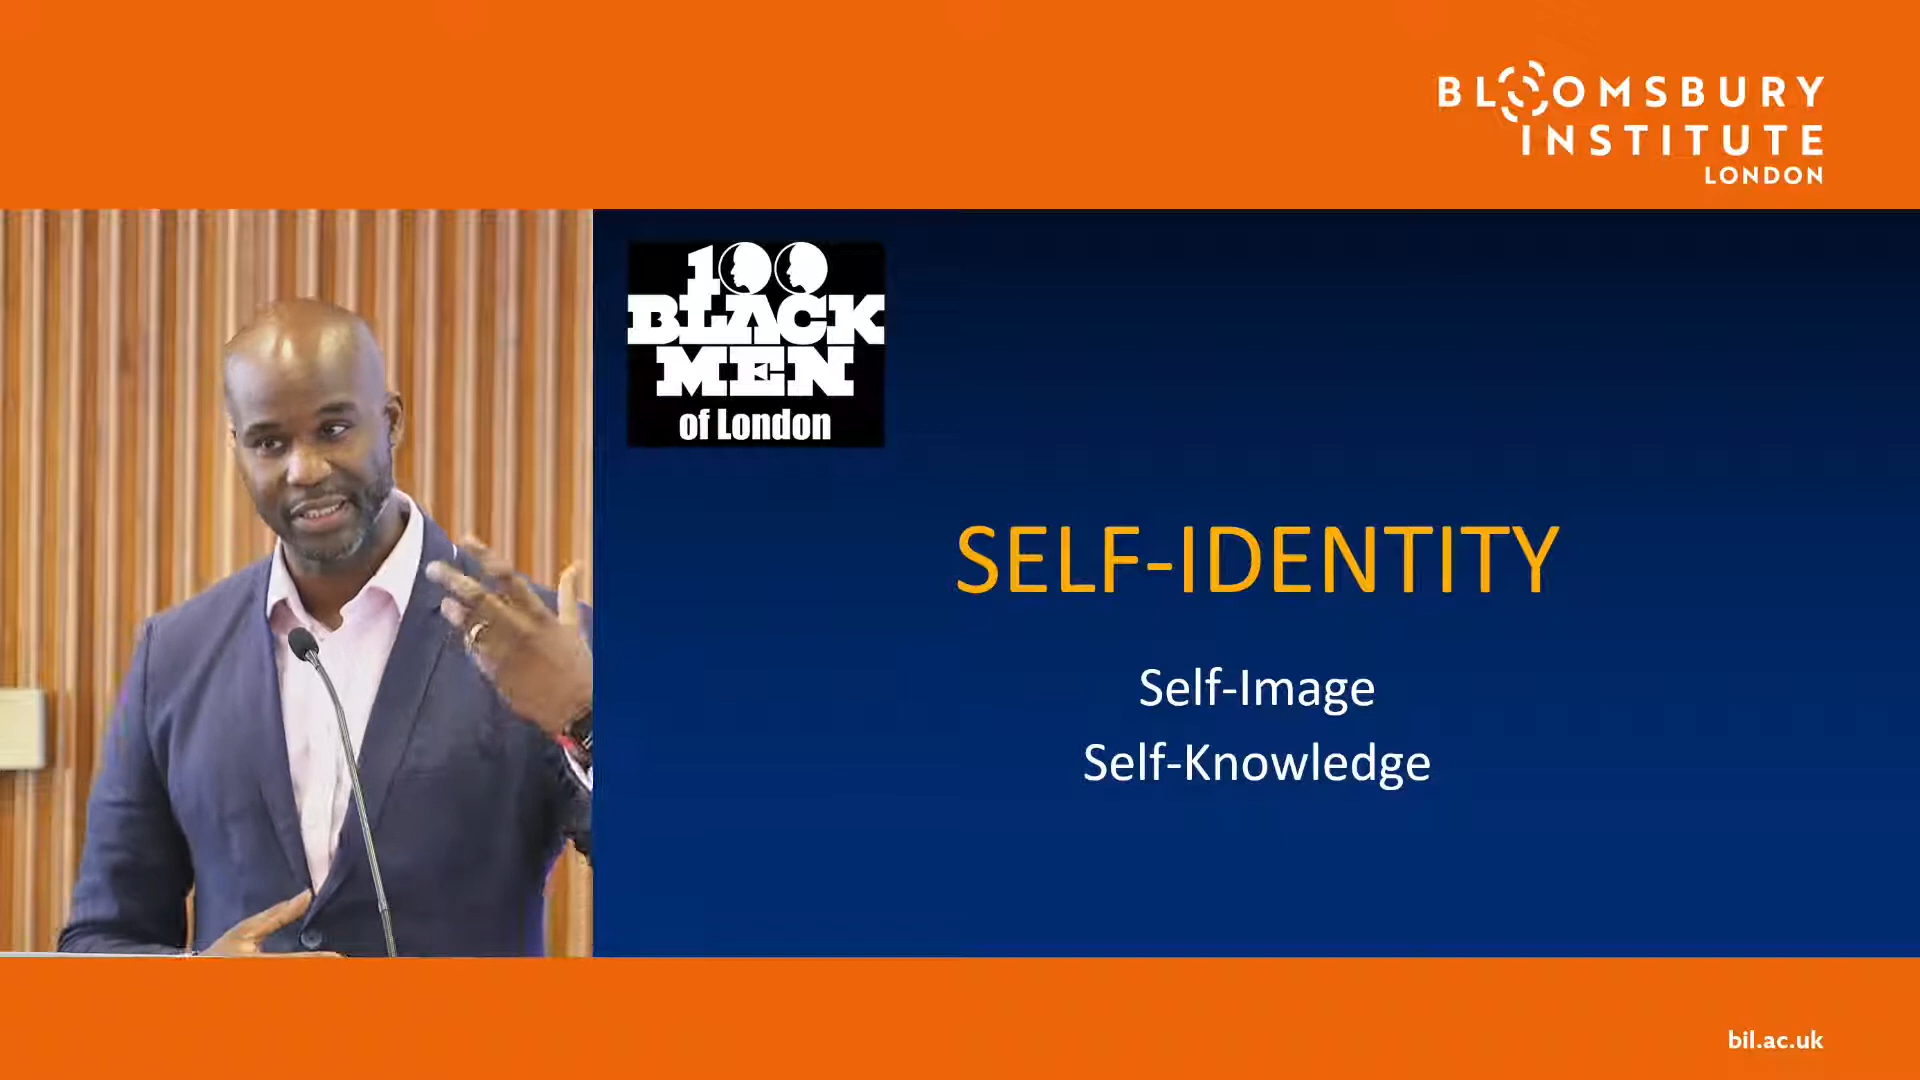 BLOOMSBURY
INSTITUTE
LONDON
100
BLACK
MEN
of London
SELF-IDENTITY
Self-Image
Self-Knowledge
bil.ac.uk